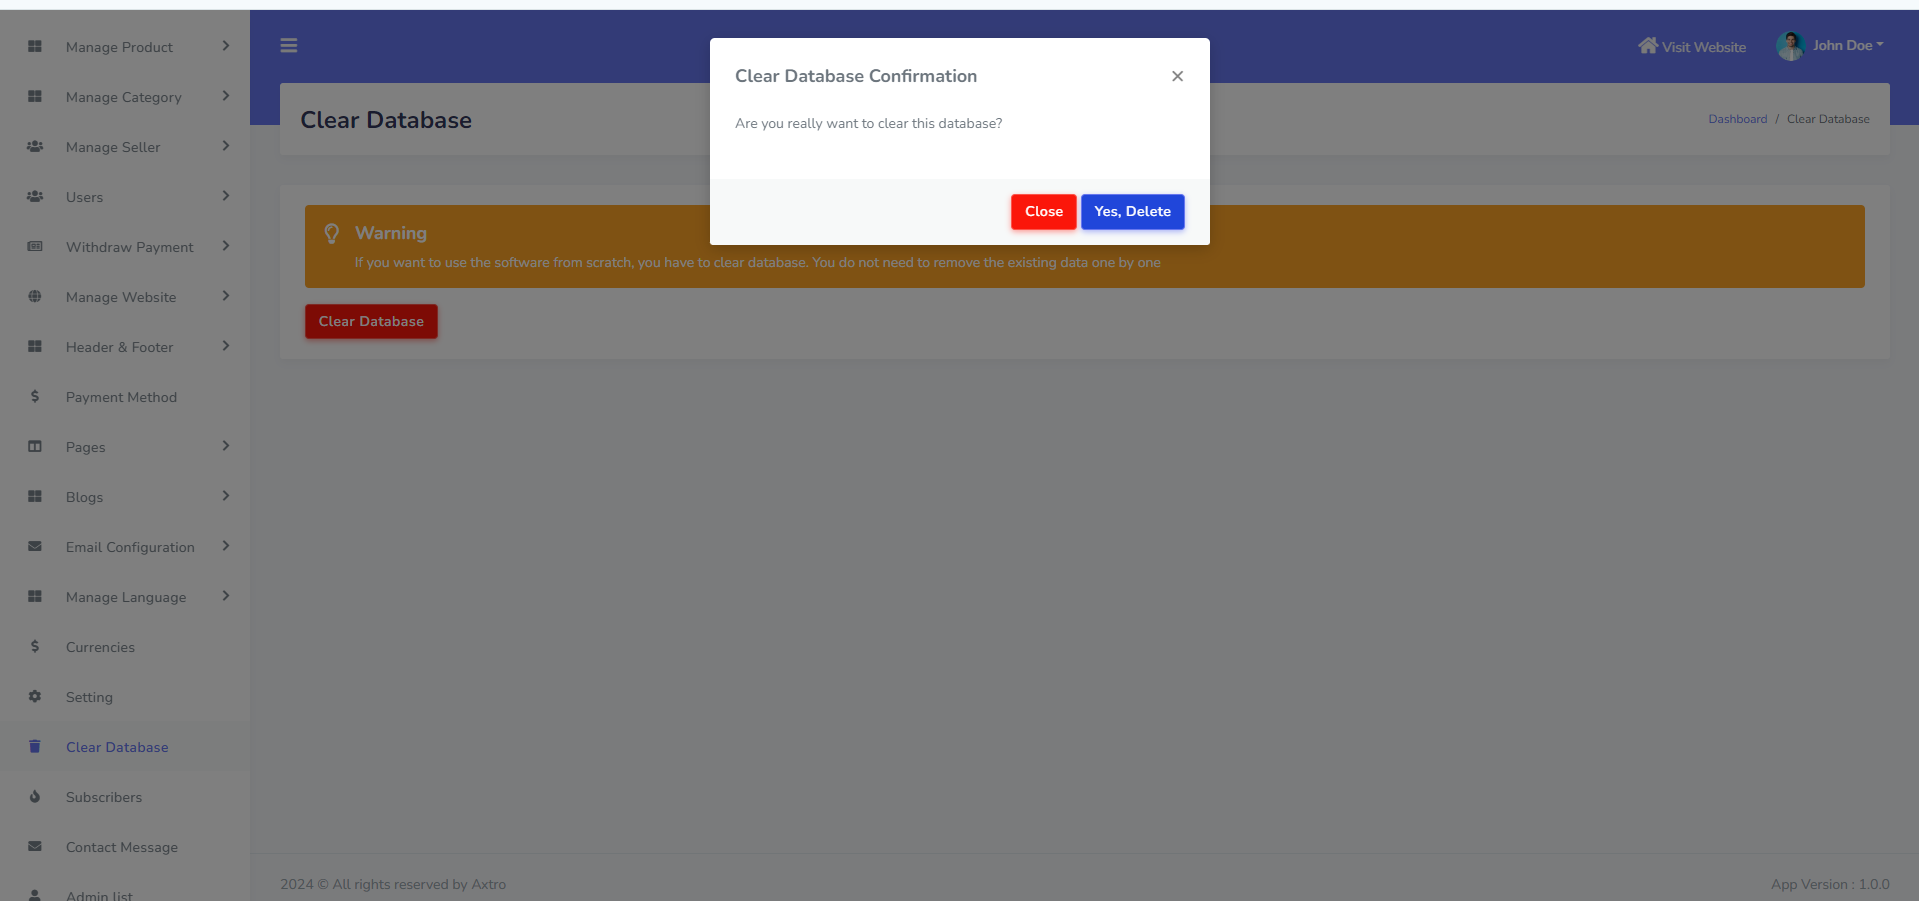 Manage Product
Manage Category
Manage Seller
Users
Withdraw Payment
Manage Website
Header & Footer
Payment Method
Pages
Blogs
Email Configuration
Manage Language
Currencies
Setting
Clear Database
Subscribers
Contact Message
Admin list
Visit Website
John Doe
Clear Database
Dashboard / Clear Database
Clear Database Confirmation
×
Are you really want to clear this database?
Close
Yes, Delete
Warning
If you want to use the software from scratch, you have to clear database. You do not need to remove the existing data one by one
Clear Database
2024 © All rights reserved by Axtro
App Version : 1.0.0